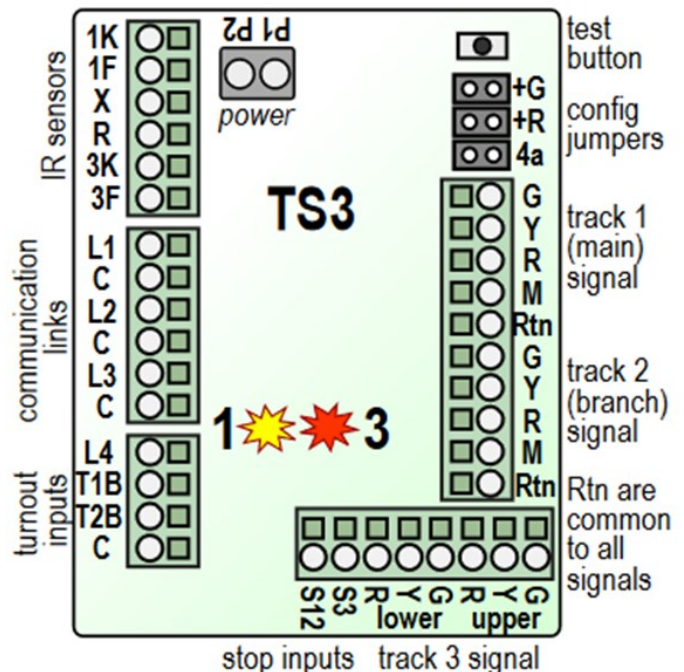 IR sensors
1K
1F
X
R
3K
3F
communication
links
L1
C
L2
C
L3
C
turnout
inputs
L4
T1B
T2B
C
P1 P2
power
TS3
1
3
test
button
+G
+R
4a
config
jumpers
G
Y
R
M
Rtn
track 1
(main)
signal
G
Y
R
M
Rtn
track 2
(branch)
signal
Rtn are
common
to all
signals
S12 S3 R Y G R Y G
lower upper
stop inputs track 3 signal